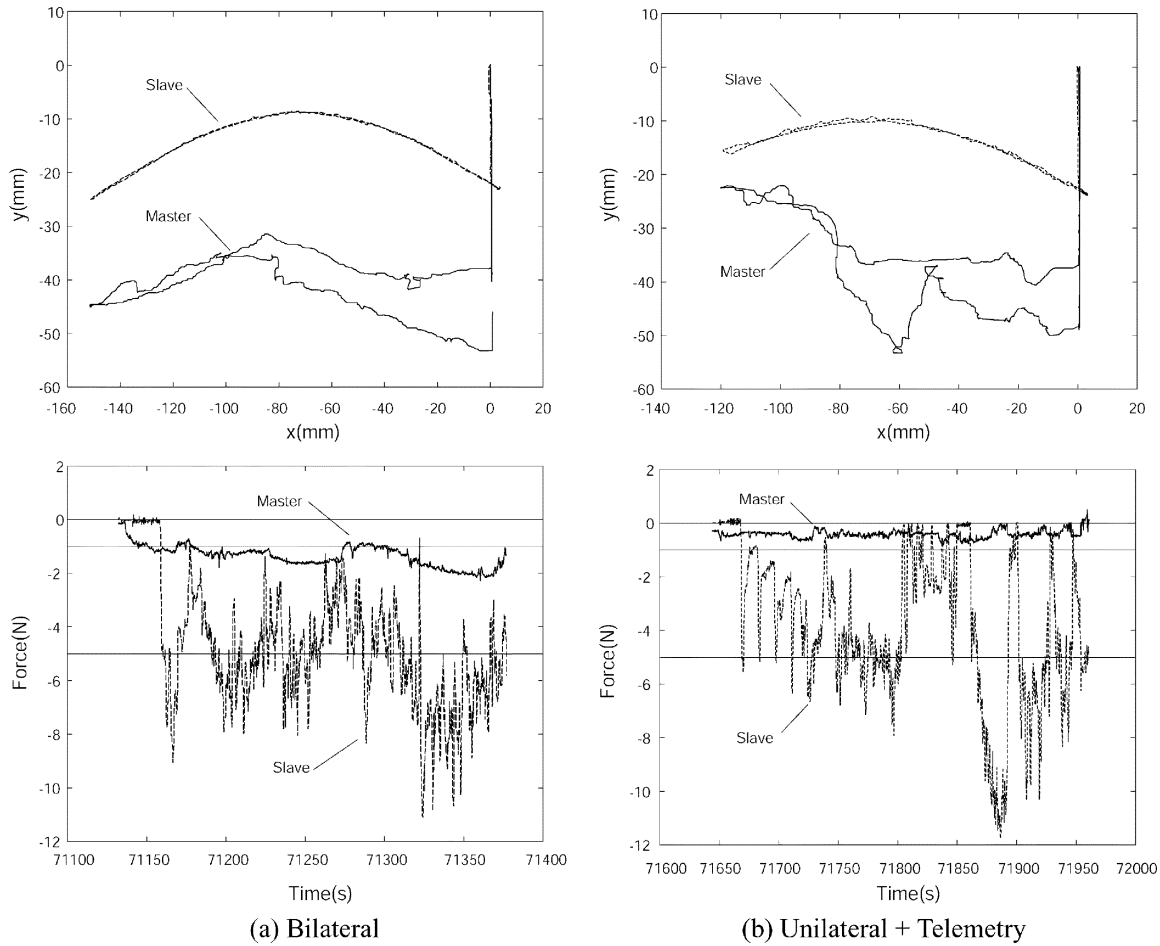 10
0
-10
-20
-30
-40
-50
-60
y(mm)
Slave
Master
-160 -140 -120 -100 -80 -60 -40 -20 0 20
x(mm)
10
0
-10
-20
-30
-40
-50
-60
y(mm)
Slave
Master
-140 -120 -100 -80 -60 -40 -20 0 20
x(mm)
2
0
-2
-4
-6
-8
-10
-12
Force(N)
Master
Slave
71100 71150 71200 71250 71300 71350 71400
Time(s)
(a) Bilateral
2
0
-2
-4
-6
-8
-10
-12
Force(N)
Master
Slave
71600 71650 71700 71750 71800 71850 71900 71950 72000
Time(s)
(b) Unilateral + Telemetry